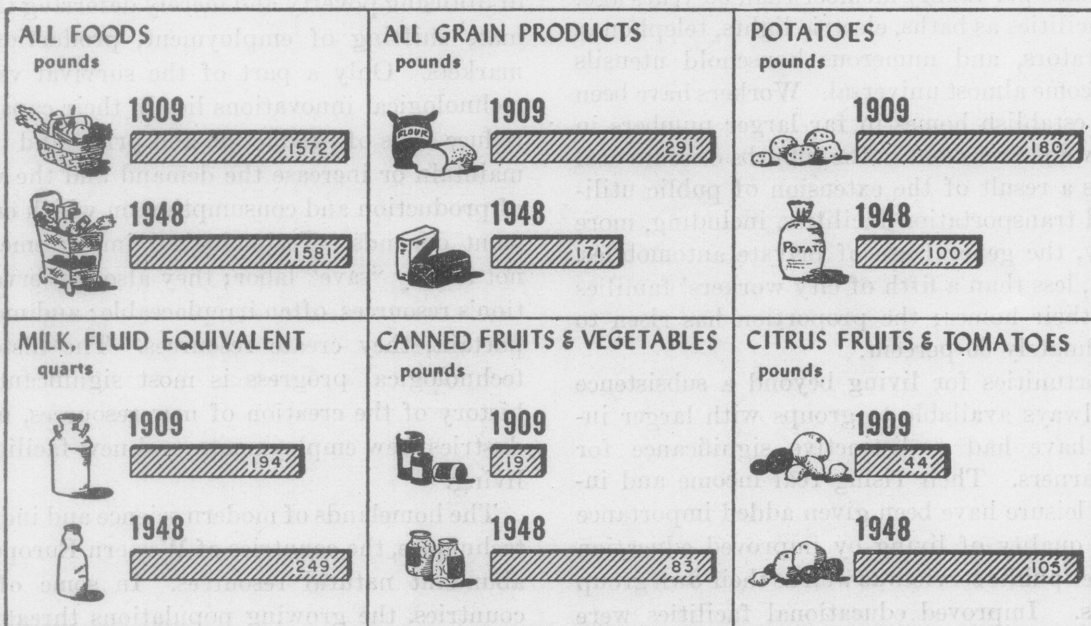 ALL FOODS
pounds
1909
1572
1948
1581
ALL GRAIN PRODUCTS
pounds
1909
FLOUR
291
1948
171
POTATOES
pounds
1909
180
1948
POTATO
100
MILK, FLUID EQUIVALENT
quarts
1909
194
1948
249
CANNED FRUITS & VEGETABLES
pounds
1909
19
1948
83
CITRUS FRUITS & TOMATOES
pounds
1909
44
1948
105